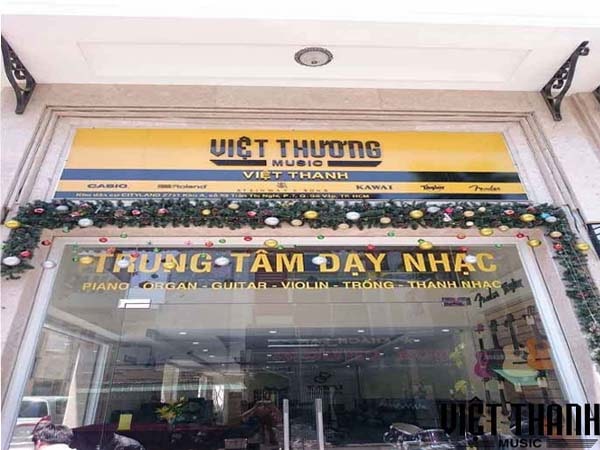 VIỆT THƯƠNG
MUSIC
VIỆT THANH
CASIO Roland STEINWAY & SONS KAWAI Takamine Fender
TRUNG TÂM DẠY NHẠC
PIANO - ORGAN - GUITAR - VIOLIN - TRỐNG - THANH NHẠC
VIỆT THANH
MUSIC